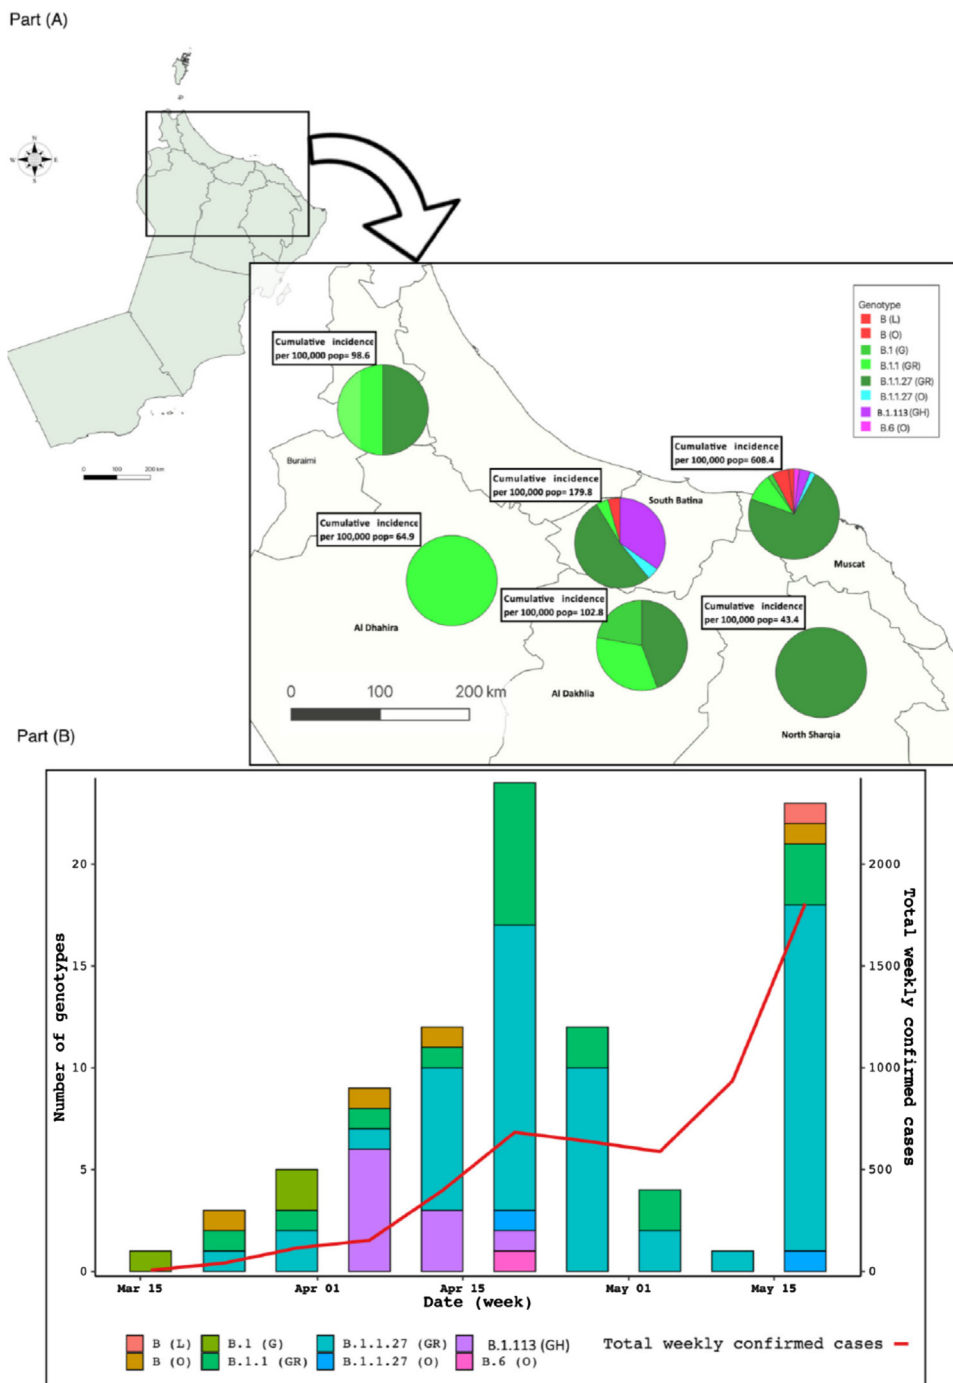 Part (A)
N
W
E
S
0 100 200 km
Genotype
B (L)
B (O)
B.1 (G)
B.1.1 (GR)
B.1.1.27 (GR)
B.1.1.27 (O)
B.1.113 (GH)
B.6 (O)
Cumulative incidence
per 100,000 pop= 98.6
Buraimi
Cumulative incidence
per 100,000 pop= 608.4
Cumulative incidence
per 100,000 pop= 179.8
South Batina
Muscat
Cumulative incidence
per 100,000 pop= 64.9
Al Dhahira
Cumulative incidence
per 100,000 pop= 102.8
Al Dakhlia
Cumulative incidence
per 100,000 pop= 43.4
North Sharqia
0 100 200 km
Part (B)
Number of genotypes
0
5
10
15
20
0
500
1000
1500
2000
Total weekly confirmed cases
Mar 15 Apr 01 Apr 15 May 01 May 15
Date (week)
B (L) B.1 (G) B.1.1.27 (GR) B.1.113 (GH) Total weekly confirmed cases
B (O) B.1.1 (GR) B.1.1.27 (O) B.6 (O)